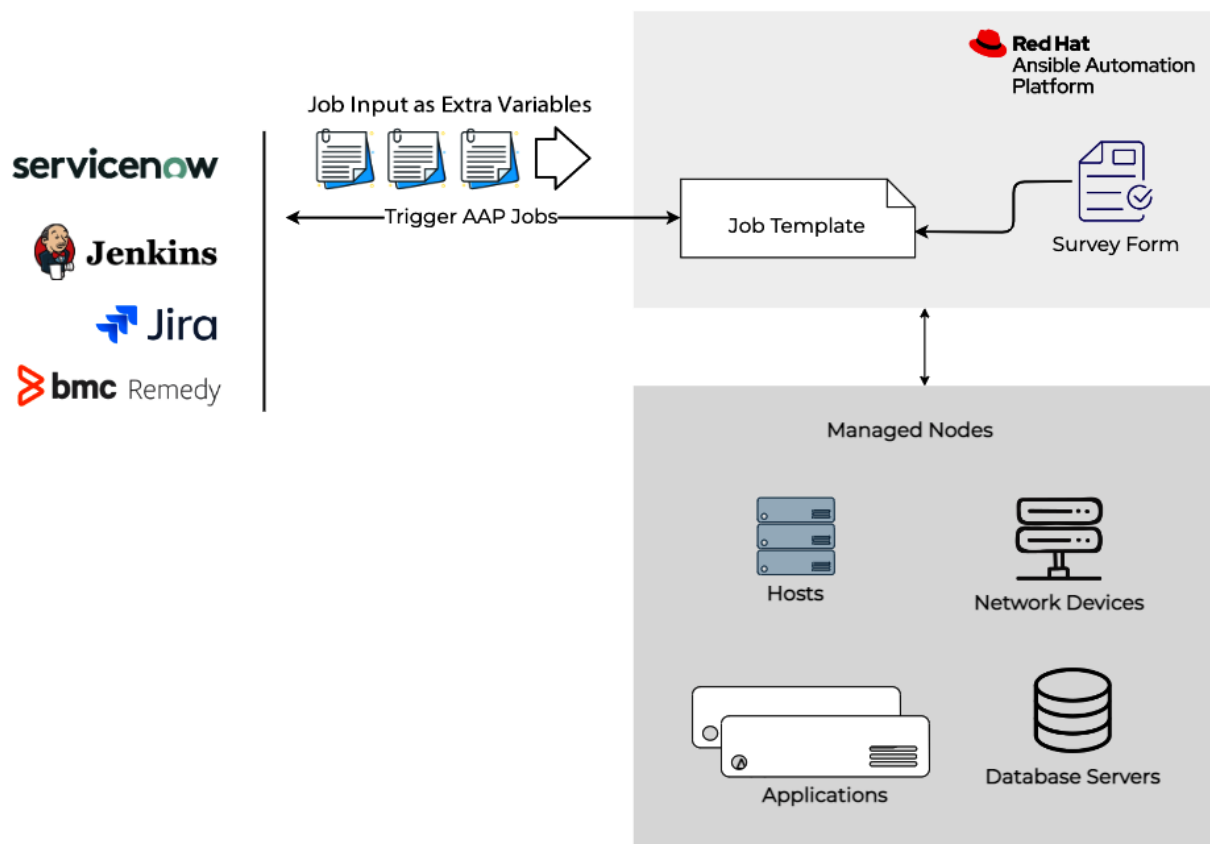 Red Hat
Ansible Automation
Platform
Job Input as Extra Variables
servicenow
Trigger AAP Jobs
Job Template
Survey Form
Jenkins
Jira
bmc Remedy
Managed Nodes
Hosts
Network Devices
Applications
Database Servers